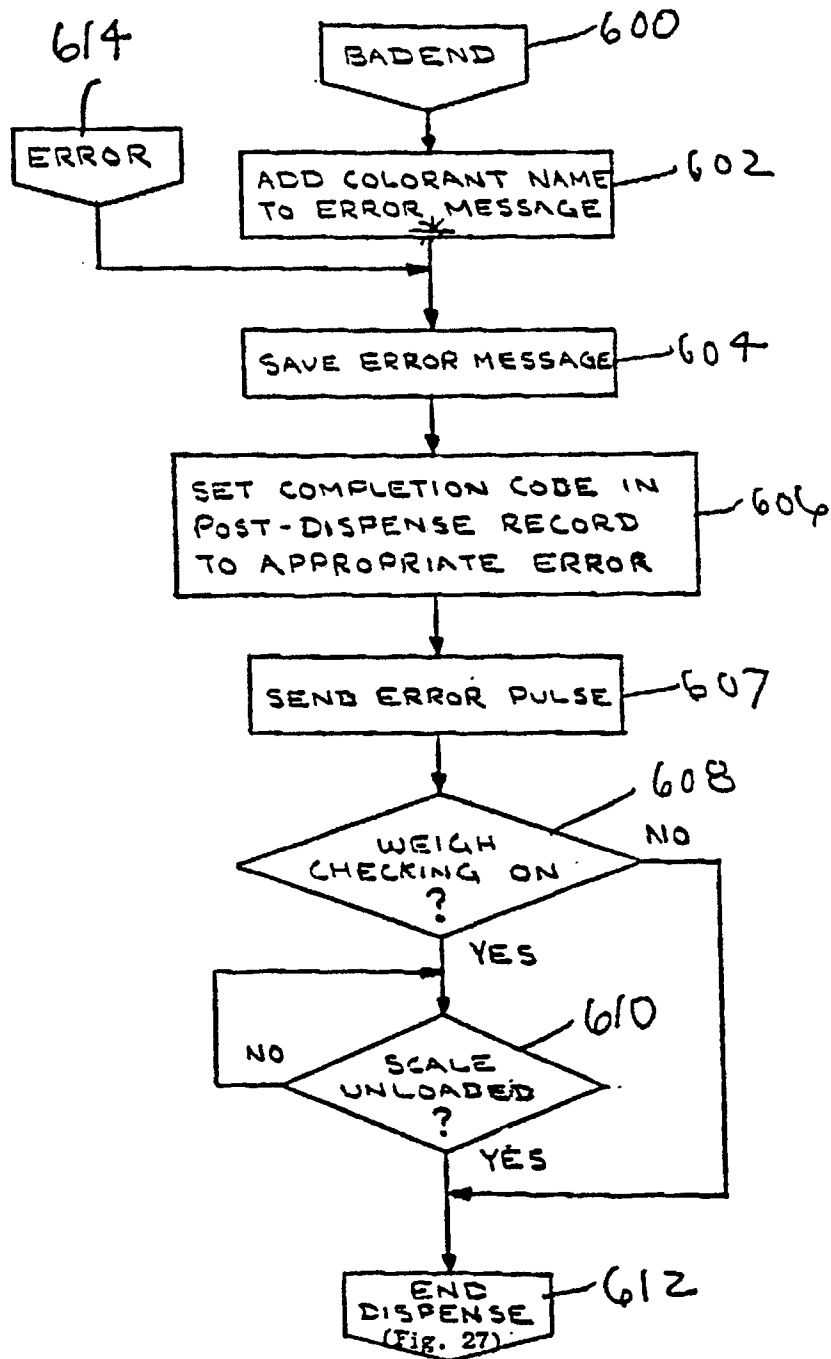 614
600
BADEND
ERROR
ADD COLORANT NAME
TO ERROR MESSAGE
602
SAVE ERROR MESSAGE
604
SET COMPLETION CODE IN
POST-DISPENSE RECORD
TO APPROPRIATE ERROR
606
SEND ERROR PULSE
607
608
WEIGH
CHECKING ON
?
NO
YES
610
NO
SCALE
UNLOADED
?
YES
END
DISPENSE
(Fig. 27)
612